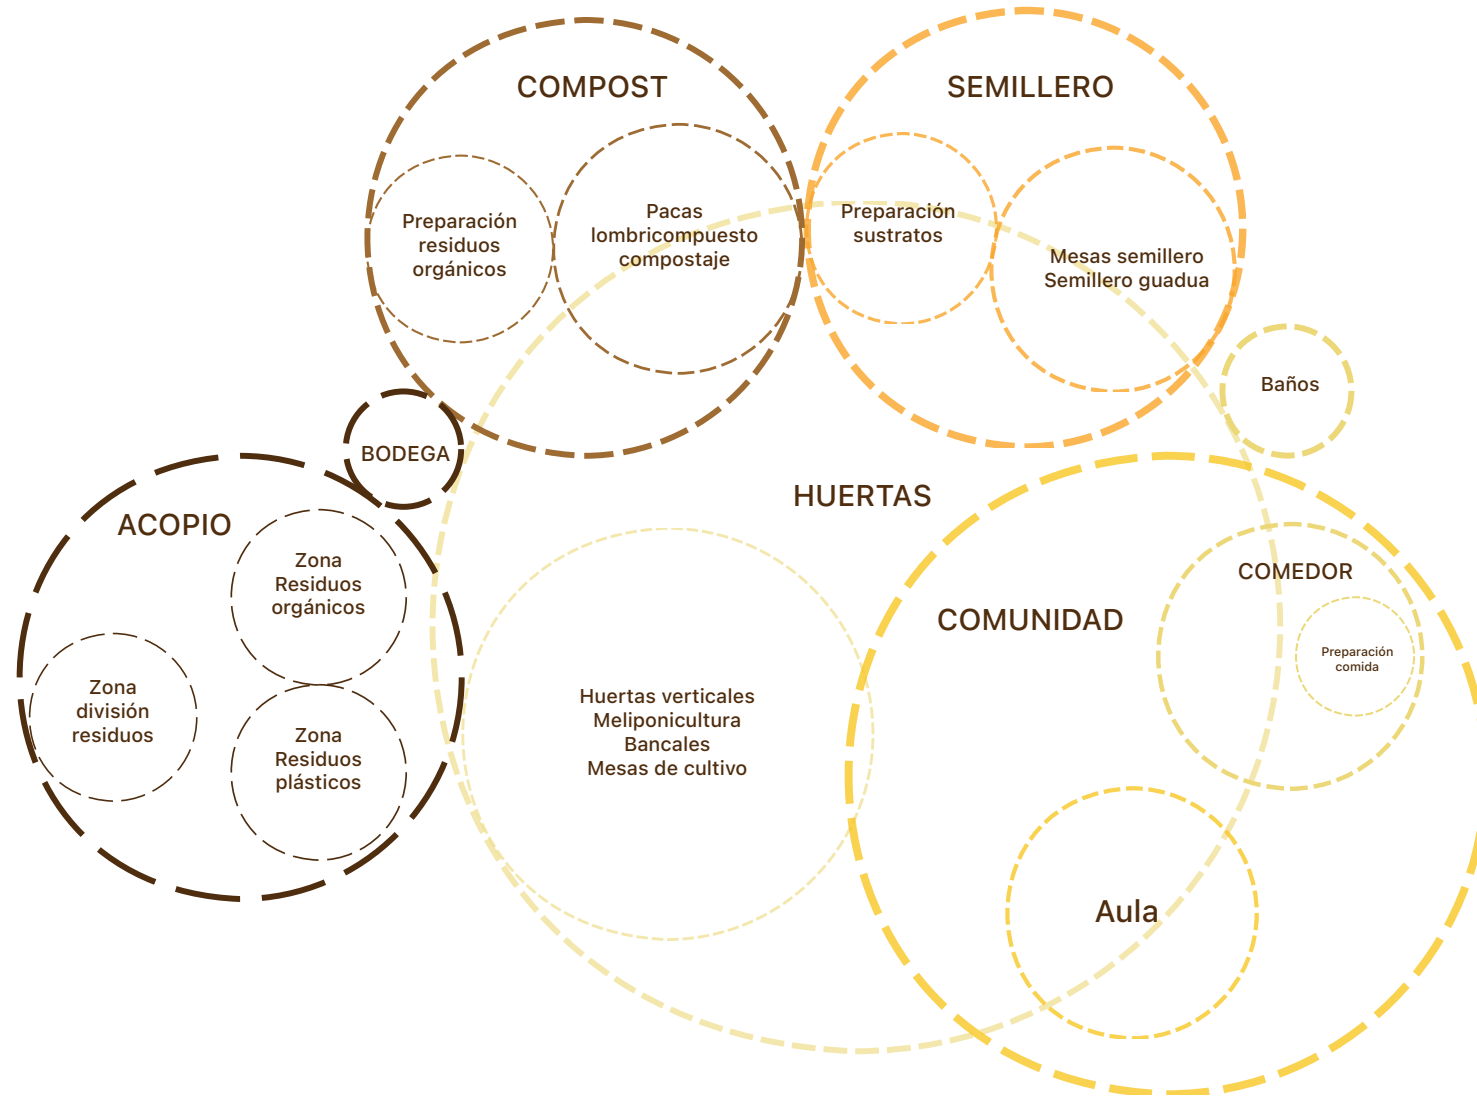 COMPOST
SEMILLERO
Preparación
residuos
orgánicos
Pacas
lombricompuesto
compostaje
Preparación
sustratos
Mesas semillero
Semillero guadua
Baños
BODEGA
HUERTAS
ACOPIO
Zona
Residuos
orgánicos
Zona
división
residuos
Zona
Residuos
plásticos
Huertas verticales
Meliponicultura
Bancales
Mesas de cultivo
COMUNIDAD
COMEDOR
Preparación
comida
Aula